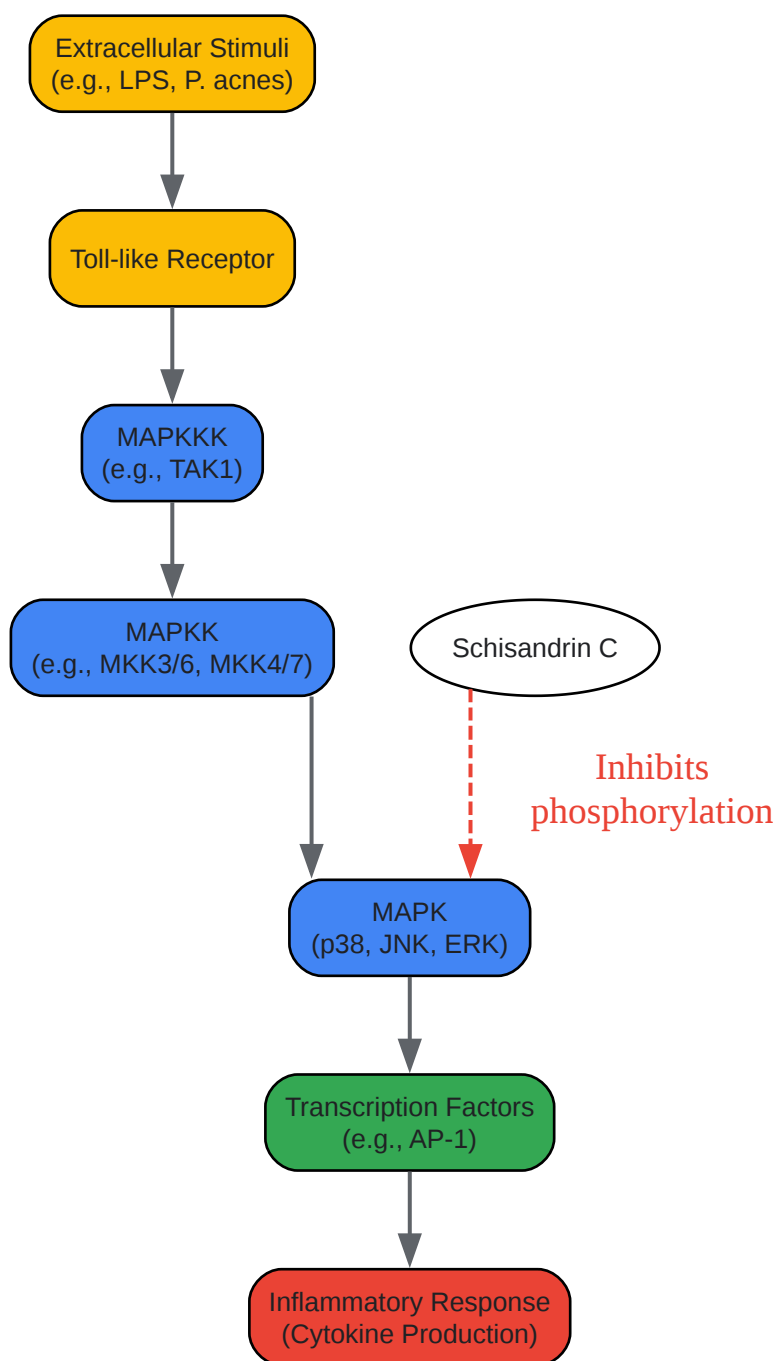 Extracellular Stimuli
(e.g., LPS, P. acnes)
Toll-like Receptor
MAPKKK
(e.g., TAK1)
MAPKK
(e.g., MKK3/6, MKK4/7)
Schisandrin C
Inhibits
phosphorylation
MAPK
(p38, JNK, ERK)
Transcription Factors
(e.g., AP-1)
Inflammatory Response
(Cytokine Production)